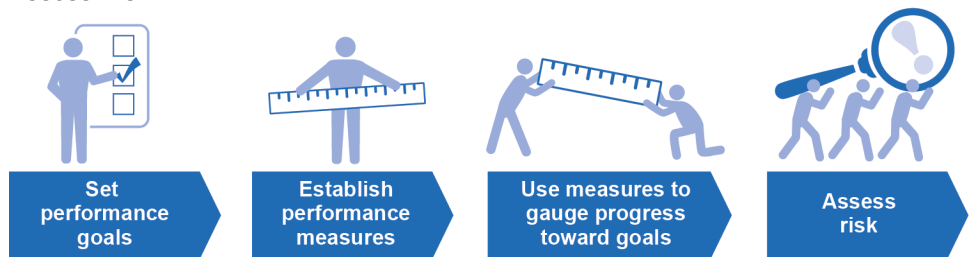 Set
performance
goals
Establish
performance
measures
Use measures to
gauge progress
toward goals
Assess
risk